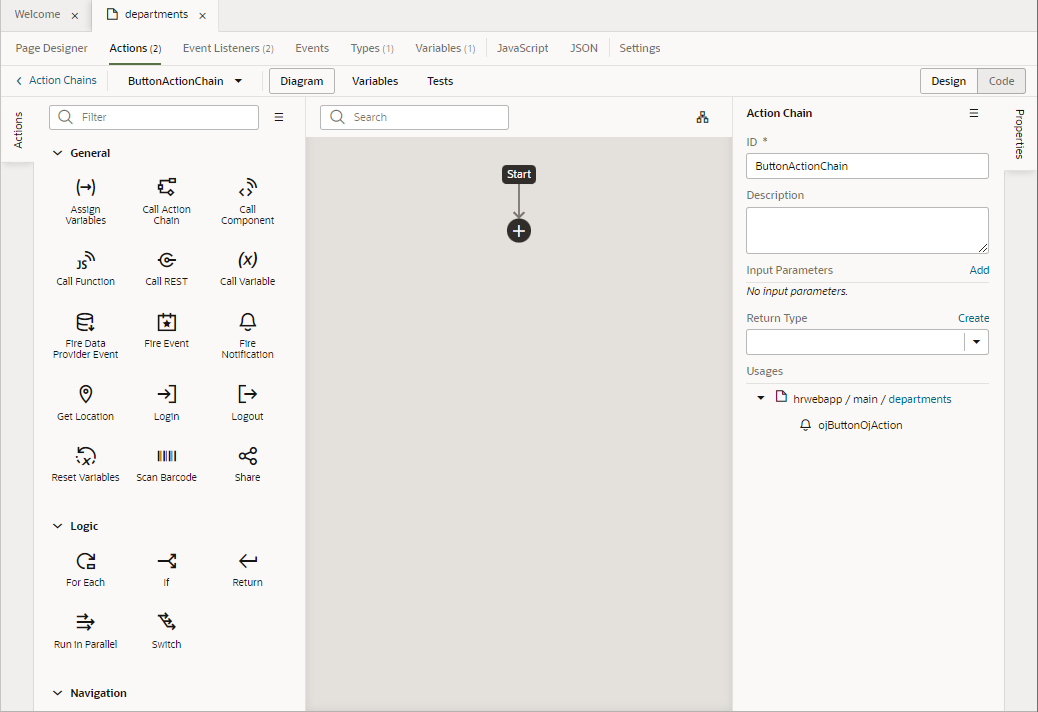 Welcome ×
departments ×
Page Designer
Actions (2)
Event Listeners (2)
Events
Types (1)
Variables (1)
JavaScript
JSON
Settings
Action Chains
ButtonActionChain
Diagram
Variables
Tests
Design
Code
Actions
Filter
General
(→)
Assign
Variables
Call Action
Chain
Call
Component
JS
Call Function
Call REST
(x)
Call Variable
Fire Data
Provider Event
Fire Event
Fire
Notification
Get Location
Login
Logout
x
Reset Variables
Scan Barcode
Share
Logic
For Each
If
Return
Run in Parallel
Switch
Navigation
Search
Start
+
Action Chain
ID *
ButtonActionChain
Description
Input Parameters
Add
No input parameters.
Return Type
Create
Usages
hrwebapp / main / departments
ojButtonOjAction
Properties